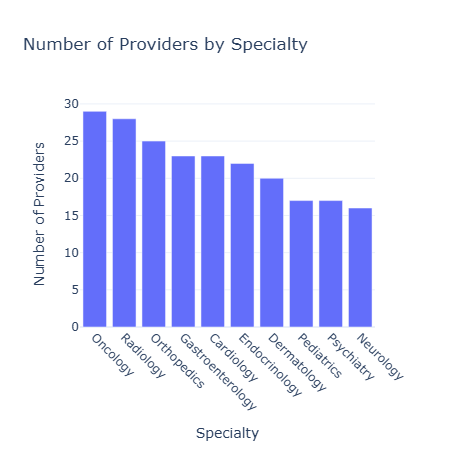 Number of Providers by Specialty
Number of Providers
30
25
20
15
10
5
0
Oncology
Radiology
Orthopedics
Gastroenterology
Cardiology
Endocrinology
Dermatology
Pediatrics
Psychiatry
Neurology
Specialty